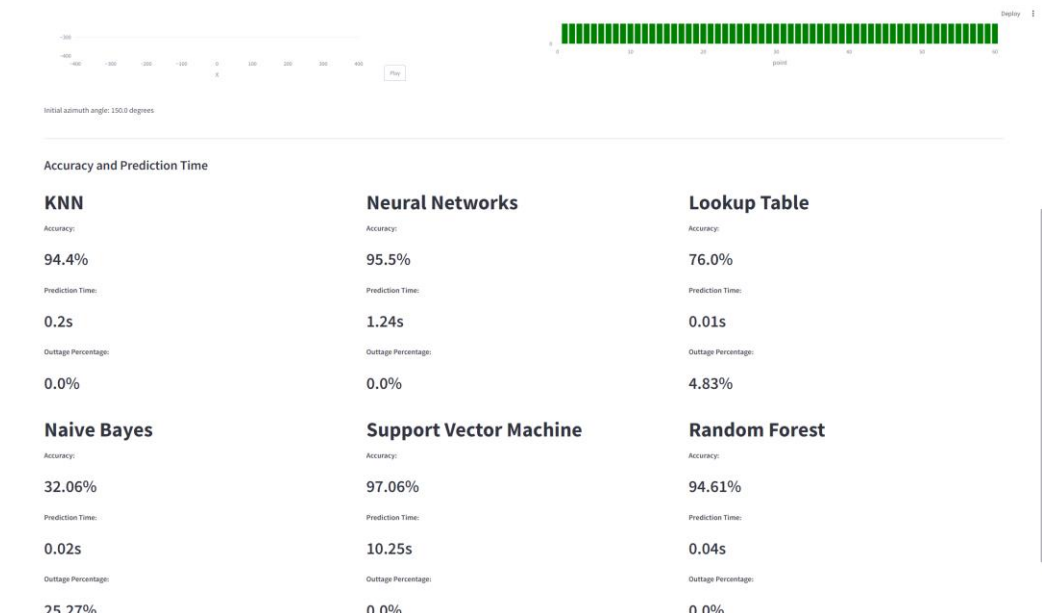 Deploy
-300
-400
-400 -300 -200 -100 0 100 200 300 400
X
Play
0
0 10 20 30 40 50 60
point
Initial azimuth angle: 150.0 degrees
Accuracy and Prediction Time
KNN
Accuracy:
94.4%
Prediction Time:
0.2s
Outtage Percentage:
0.0%
Neural Networks
Accuracy:
95.5%
Prediction Time:
1.24s
Outtage Percentage:
0.0%
Lookup Table
Accuracy:
76.0%
Prediction Time:
0.01s
Outtage Percentage:
4.83%
Naive Bayes
Accuracy:
32.06%
Prediction Time:
0.02s
Outtage Percentage:
25.27%
Support Vector Machine
Accuracy:
97.06%
Prediction Time:
10.25s
Outtage Percentage:
0.0%
Random Forest
Accuracy:
94.61%
Prediction Time:
0.04s
Outtage Percentage:
0.0%